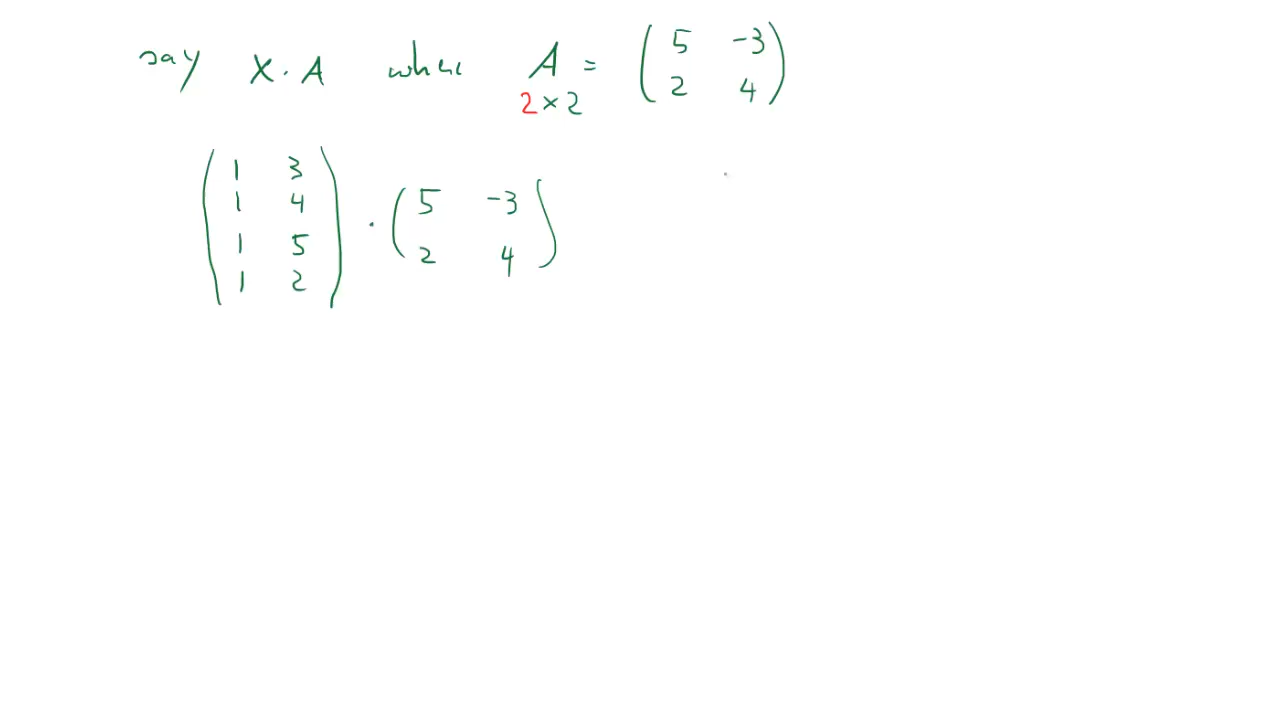 say X · A where A = ( 5 -3
2 4 )
2 × 2
( 1 3
1 4
1 5
1 2 ) · ( 5 -3
2 4 )